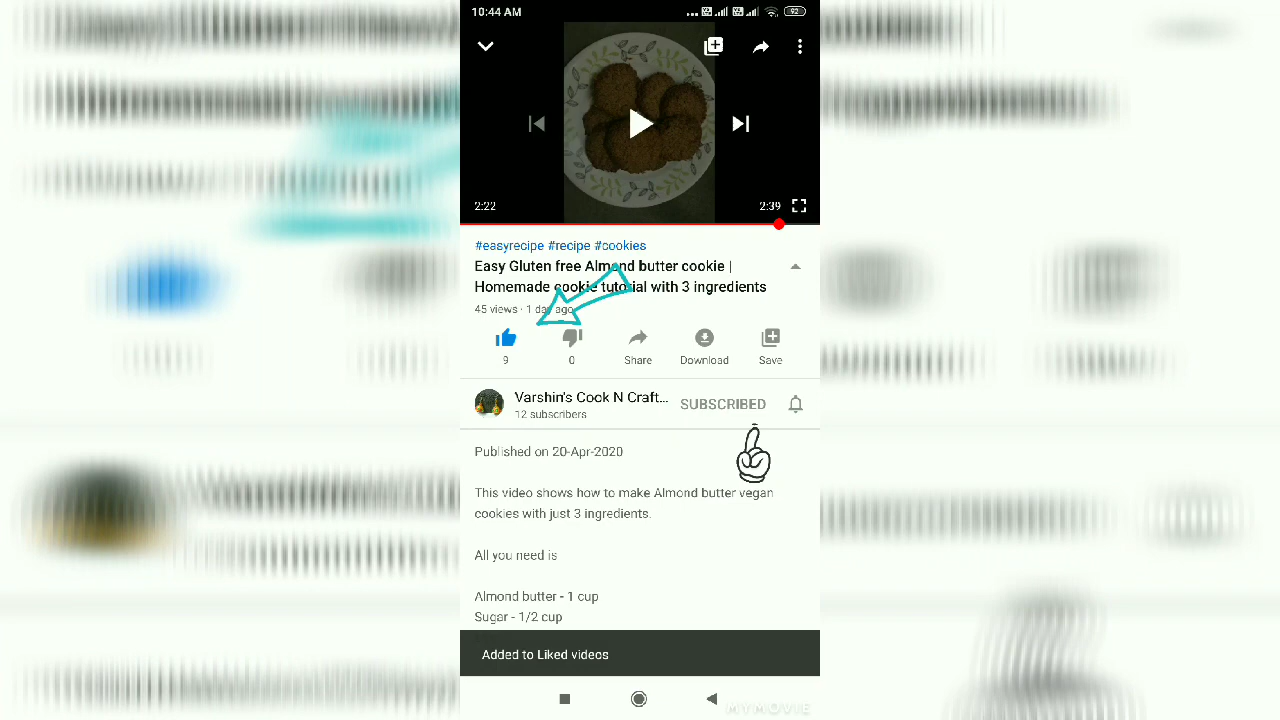 10:44 AM
92
2:22
2:39
#easyrecipe #recipe #cookies
Easy Gluten free Almond butter cookie |
Homemade cookie tutorial with 3 ingredients
45 views · 1 day ago
9
0
Share
Download
Save
Varshin's Cook N Craft...
SUBSCRIBED
12 subscribers
Published on 20-Apr-2020
This video shows how to make Almond butter vegan
cookies with just 3 ingredients.
All you need is
Almond butter - 1 cup
Sugar - 1/2 cup
Added to Liked videos
MYMOVIE